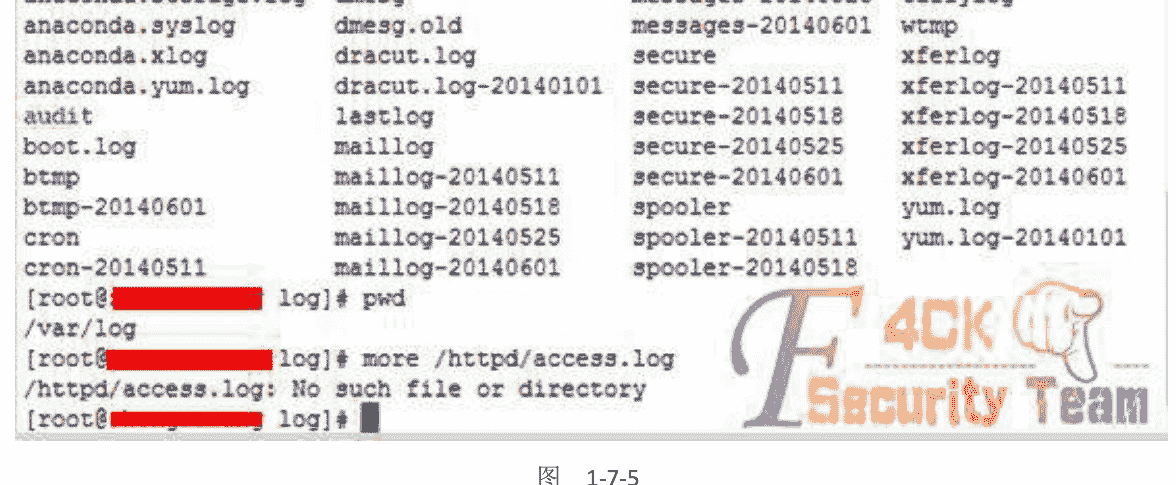 anaconda.syslog dmesg.old messages-20140601 wtmp
anaconda.xlog dracut.log secure xferlog
anaconda.yum.log dracut.log-20140101 secure-20140511 xferlog-20140511
audit lastlog secure-20140518 xferlog-20140518
boot.log maillog secure-20140525 xferlog-20140525
btmp maillog-20140511 secure-20140601 xferlog-20140601
btmp-20140601 maillog-20140518 spooler yum.log
cron maillog-20140525 spooler-20140511 yum.log-20140101
cron-20140511 maillog-20140601 spooler-20140518
[root@ log]# pwd
/var/log
[root@ log]# more /httpd/access.log
/httpd/access.log: No such file or directory
[root@ log]#
F 4CK
Security Team
图 1-7-5